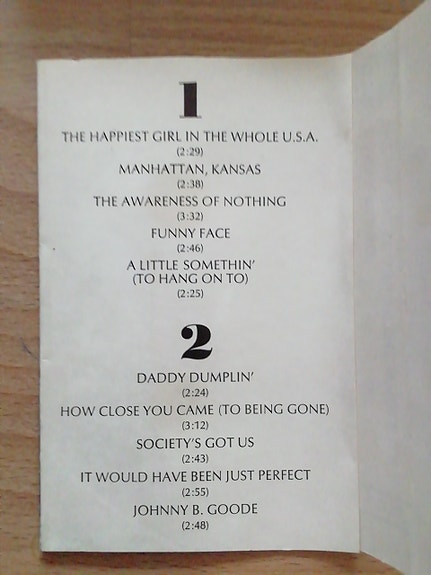 1
THE HAPPIEST GIRL IN THE WHOLE U.S.A.
(2:29)
MANHATTAN, KANSAS
(2:38)
THE AWARENESS OF NOTHING
(3:32)
FUNNY FACE
(2:46)
A LITTLE SOMETHIN'
(TO HANG ON TO)
(2:25)
2
DADDY DUMPLIN'
(2:24)
HOW CLOSE YOU CAME (TO BEING GONE)
(3:12)
SOCIETY'S GOT US
(2:43)
IT WOULD HAVE BEEN JUST PERFECT
(2:55)
JOHNNY B. GOODE
(2:48)